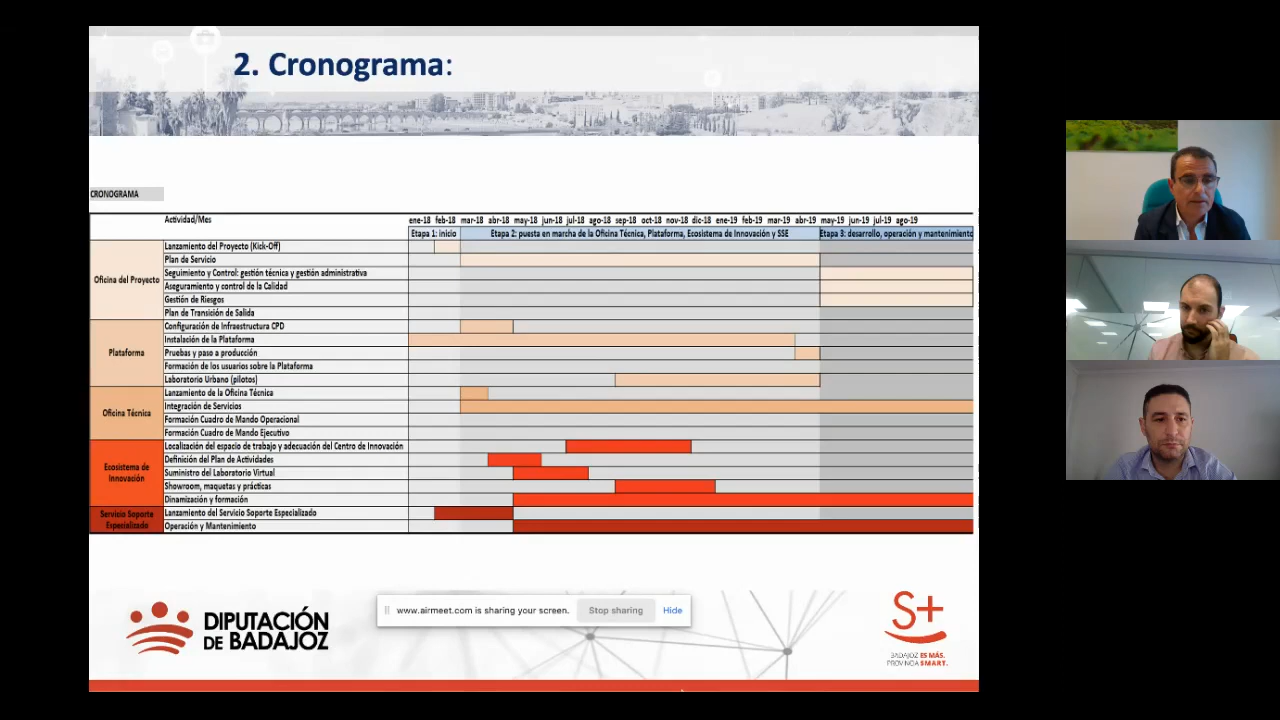 2. Cronograma:
CRONOGRAMA
Actividad/Mes ene-18 feb-18 mar-18 abr-18 may-18 jun-18 jul-18 ago-18 sep-18 oct-18 nov-18 dic-18 ene-19 feb-19 mar-19 abr-19 may-19 jun-19 jul-19 ago-19
Etapa 1: inicio Etapa 2: puesta en marcha de la Oficina Técnica, Plataforma, Ecosistema de Innovación y SSE Etapa 3: desarrollo, operación y mantenimiento
Oficina del Proyecto
Lanzamiento del Proyecto (Kick-Off)
Plan de Servicio
Seguimiento y Control: gestión técnica y gestión administrativa
Aseguramiento y control de la Calidad
Gestión de Riesgos
Plan de Transición de Salida
Plataforma
Configuración de Infraestructura CPD
Instalación de la Plataforma
Pruebas y paso a producción
Formación de los usuarios sobre la Plataforma
Laboratorio Urbano (pilotos)
Oficina Técnica
Lanzamiento de la Oficina Técnica
Integración de Servicios
Formación Cuadro de Mando Operacional
Formación Cuadro de Mando Ejecutivo
Ecosistema de
Innovación
Localización del espacio de trabajo y adecuación del Centro de Innovación
Definición del Plan de Actividades
Suministro del Laboratorio Virtual
Showroom, maquetas y prácticas
Dinamización y formación
Servicio Soporte
Especializado
Lanzamiento del Servicio Soporte Especializado
Operación y Mantenimiento
DIPUTACIÓN
DE BADAJOZ
www.airmeet.com is sharing your screen. Stop sharing Hide
S+
BADAJOZ ES MÁS.
PROVINCIA SMART.